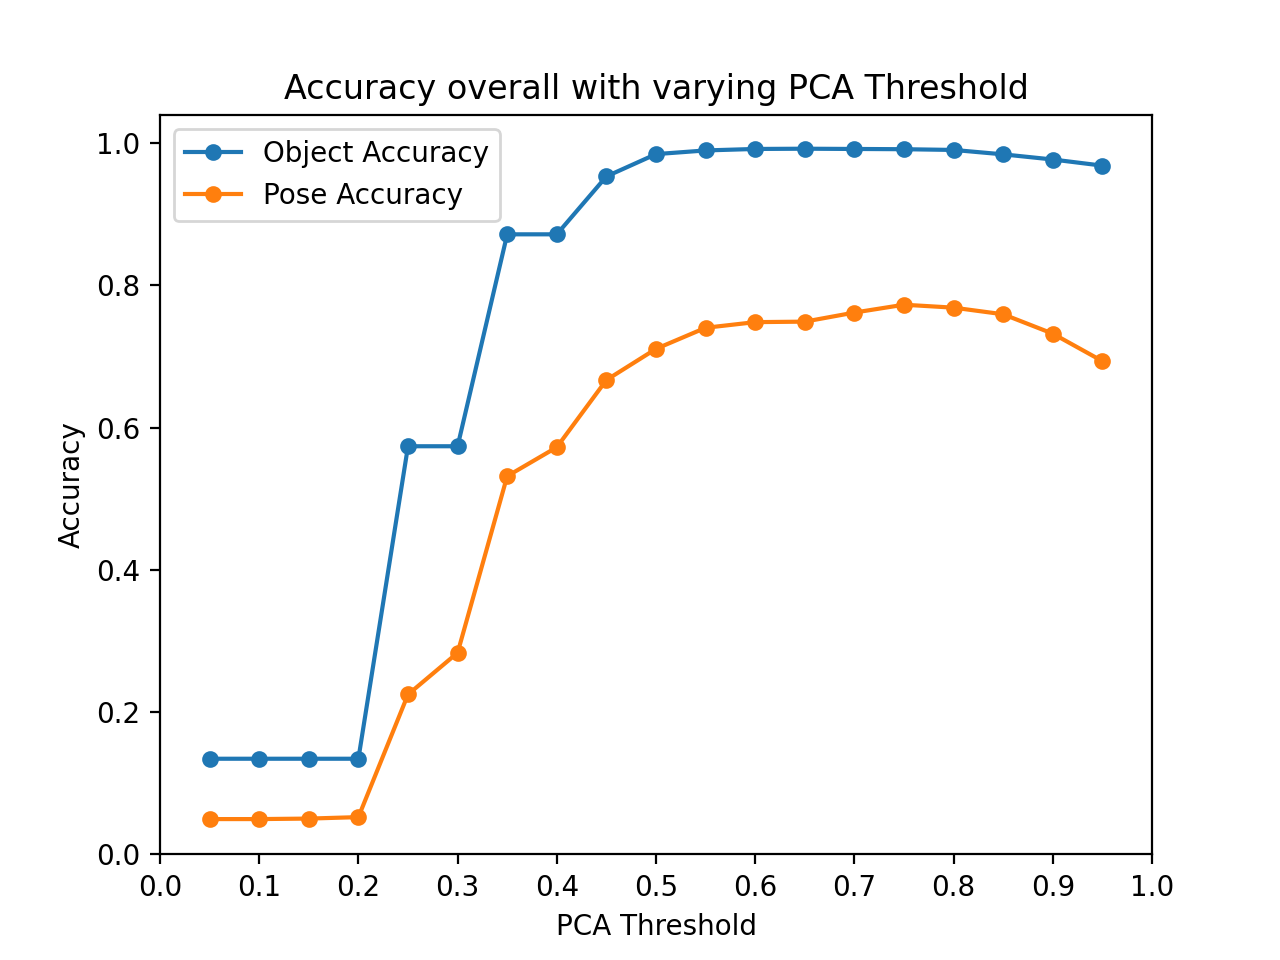 Accuracy overall with varying PCA Threshold
Object Accuracy
Pose Accuracy
1.0
0.8
0.6
0.4
0.2
0.0
Accuracy
0.0 0.1 0.2 0.3 0.4 0.5 0.6 0.7 0.8 0.9 1.0
PCA Threshold